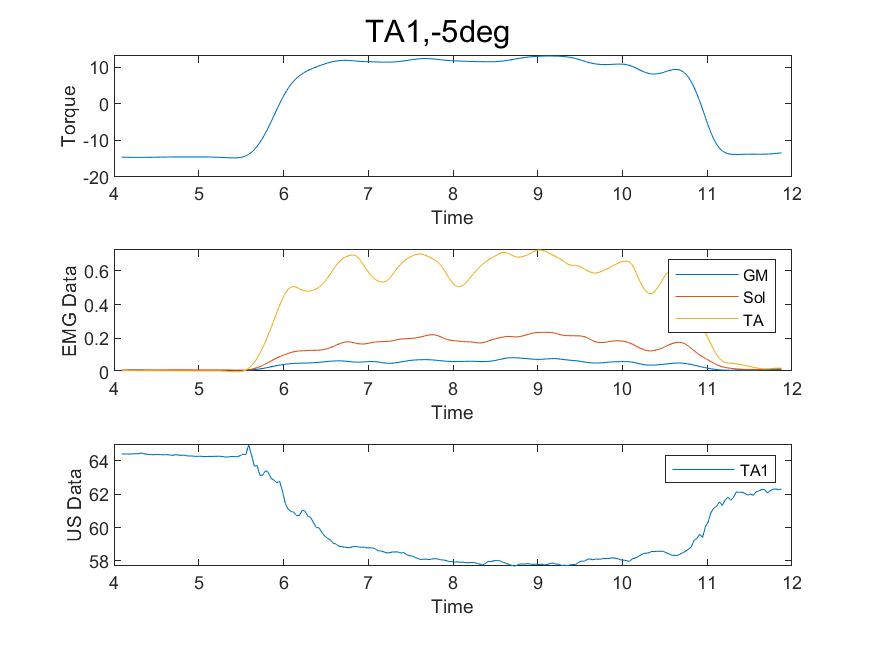 TA1,-5deg
10
0
-10
-20
Torque
4 5 6 7 8 9 10 11 12
Time
0.6
0.4
0.2
0
EMG Data
GM
Sol
TA
4 5 6 7 8 9 10 11 12
Time
64
62
60
58
US Data
TA1
4 5 6 7 8 9 10 11 12
Time